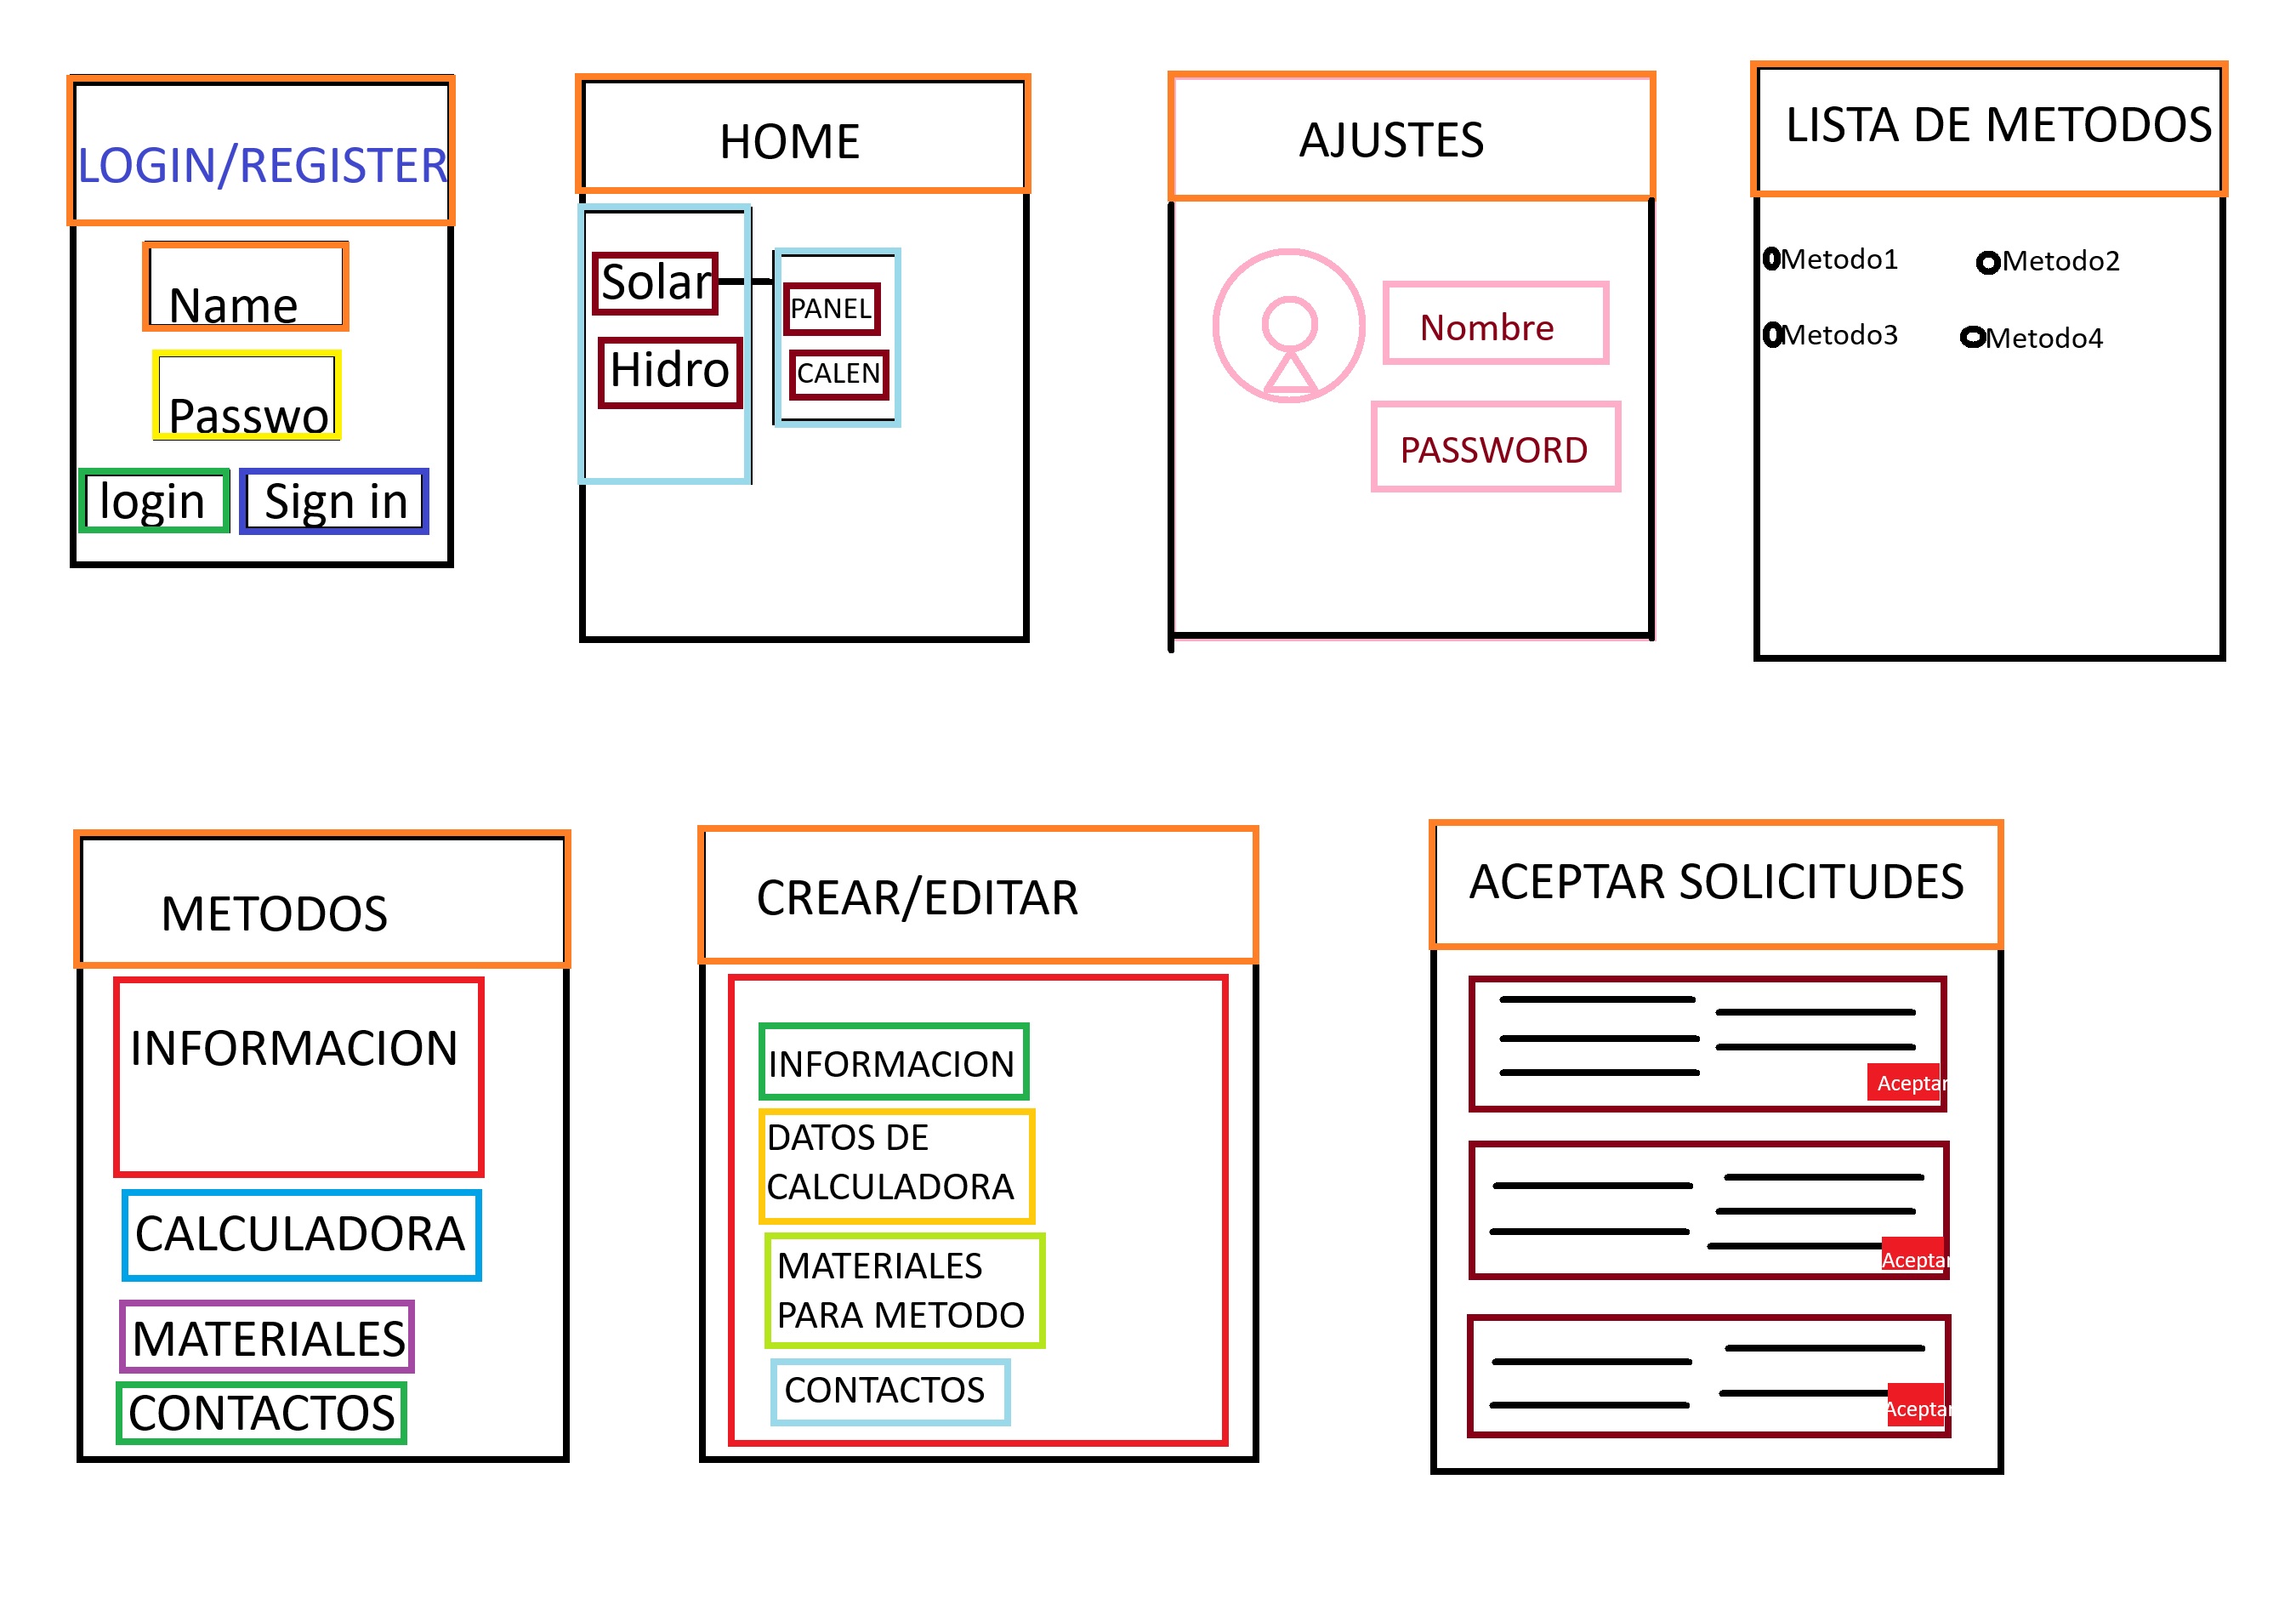 LOGIN/REGISTER
Name
Passwo
login
Sign in
HOME
Solar
Hidro
PANEL
CALEN
AJUSTES
Nombre
PASSWORD
LISTA DE METODOS
Metodo1
Metodo2
Metodo3
Metodo4
METODOS
INFORMACION
CALCULADORA
MATERIALES
CONTACTOS
CREAR/EDITAR
INFORMACION
DATOS DE
CALCULADORA
MATERIALES
PARA METODO
CONTACTOS
ACEPTAR SOLICITUDES
Aceptar
Aceptar
Aceptar